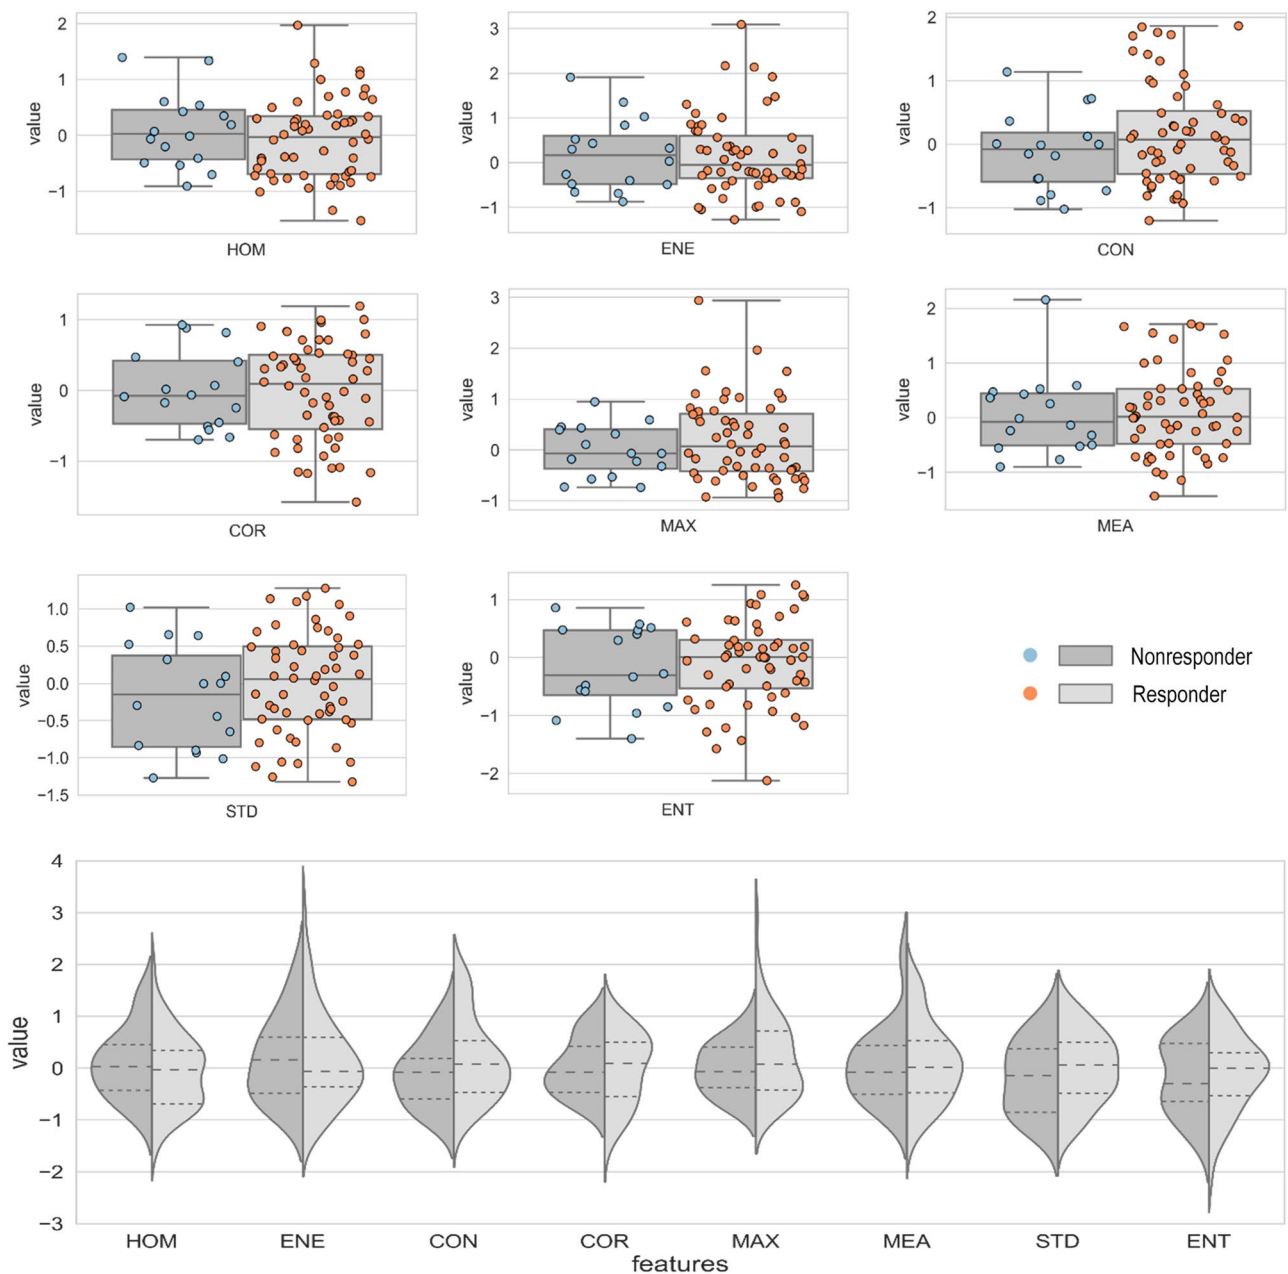 2
1
0
−1
value
HOM
3
2
1
0
−1
value
ENE
2
1
0
−1
value
CON
1
0
−1
value
COR
3
2
1
0
−1
value
MAX
2
1
0
−1
value
MEA
1.0
0.5
0.0
−0.5
−1.0
−1.5
value
STD
1
0
−1
−2
value
ENT
Nonresponder
Responder
4
3
2
1
0
−1
−2
−3
value
HOM ENE CON COR MAX MEA STD ENT
features